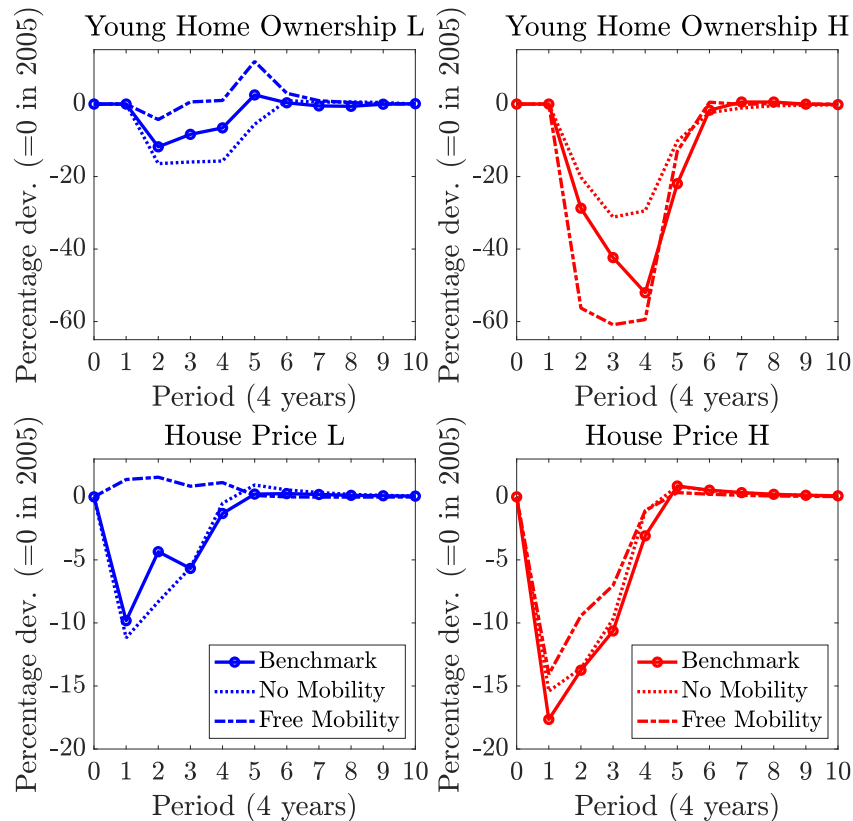 Young Home Ownership L
Percentage dev. (=0 in 2005)
0
-20
-40
-60
0 1 2 3 4 5 6 7 8 9 10
Period (4 years)
Young Home Ownership H
Percentage dev. (=0 in 2005)
0
-20
-40
-60
0 1 2 3 4 5 6 7 8 9 10
Period (4 years)
House Price L
Percentage dev. (=0 in 2005)
0
-5
-10
-15
-20
0 1 2 3 4 5 6 7 8 9 10
Period (4 years)
Benchmark
No Mobility
Free Mobility
House Price H
Percentage dev. (=0 in 2005)
0
-5
-10
-15
-20
0 1 2 3 4 5 6 7 8 9 10
Period (4 years)
Benchmark
No Mobility
Free Mobility